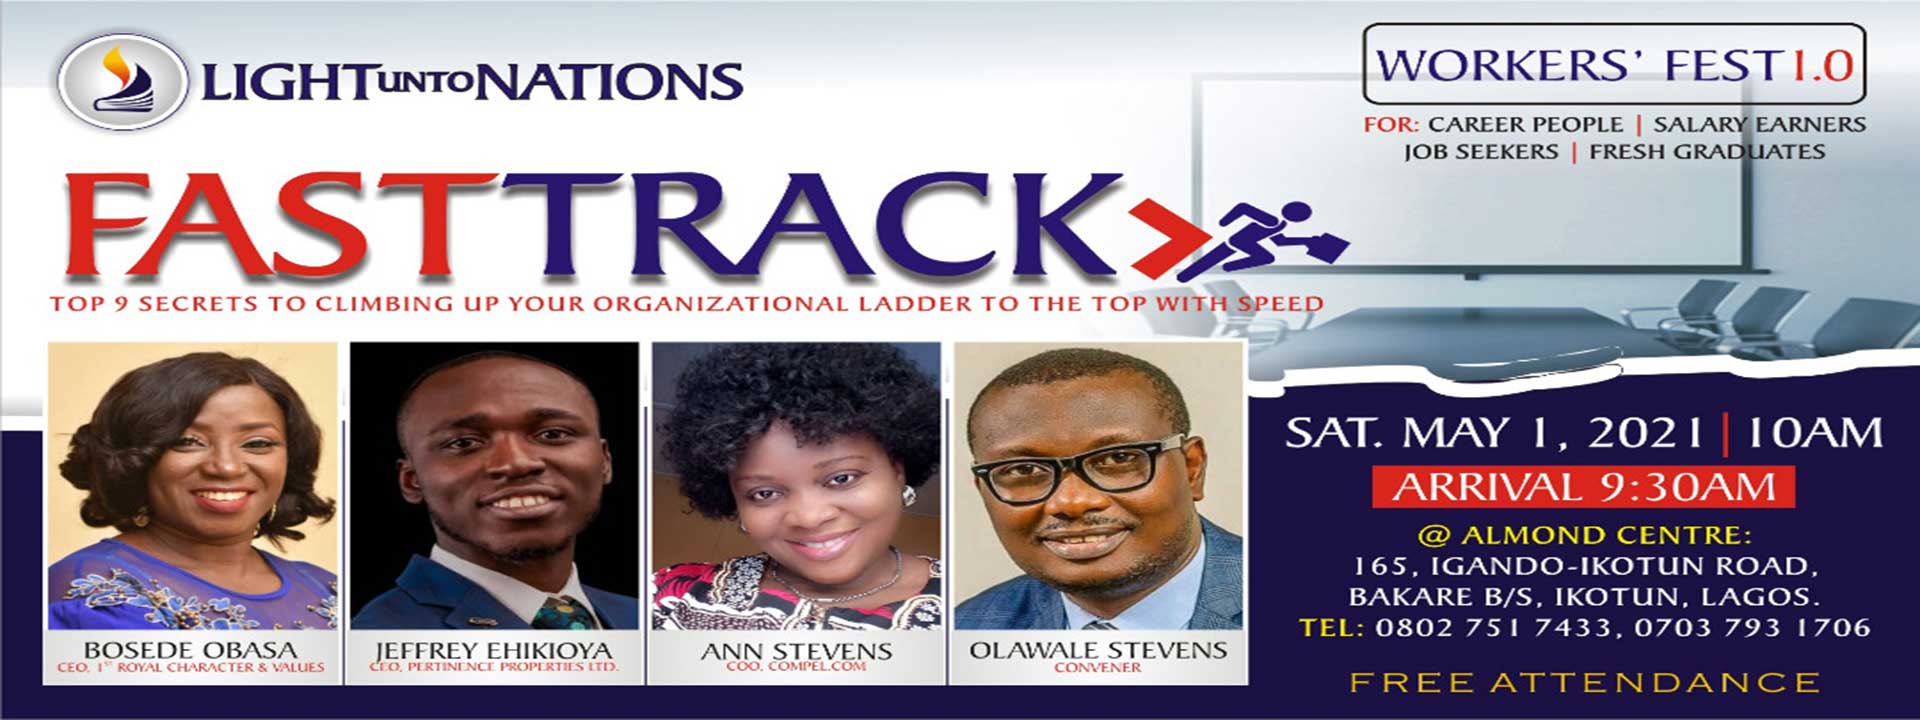 LIGHT UNTO NATIONS
WORKERS' FEST 1.0
FOR: CAREER PEOPLE | SALARY EARNERS
JOB SEEKERS | FRESH GRADUATES
FASTTRACK
TOP 9 SECRETS TO CLIMBING UP YOUR ORGANIZATIONAL LADDER TO THE TOP WITH SPEED
BOSEDE OBASA
CEO, 1ST ROYAL CHARACTER & VALUES
JEFFREY EHIKIOYA
CEO, PERTINENCE PROPERTIES LTD.
ANN STEVENS
COO, COMPEL.COM
OLAWALE STEVENS
CONVENER
SAT. MAY 1, 2021 | 10AM
ARRIVAL 9:30AM
@ ALMOND CENTRE:
165, IGANDO-IKOTUN ROAD,
BAKARE B/S, IKOTUN, LAGOS.
TEL: 0802 751 7433, 0703 793 1706
FREE ATTENDANCE